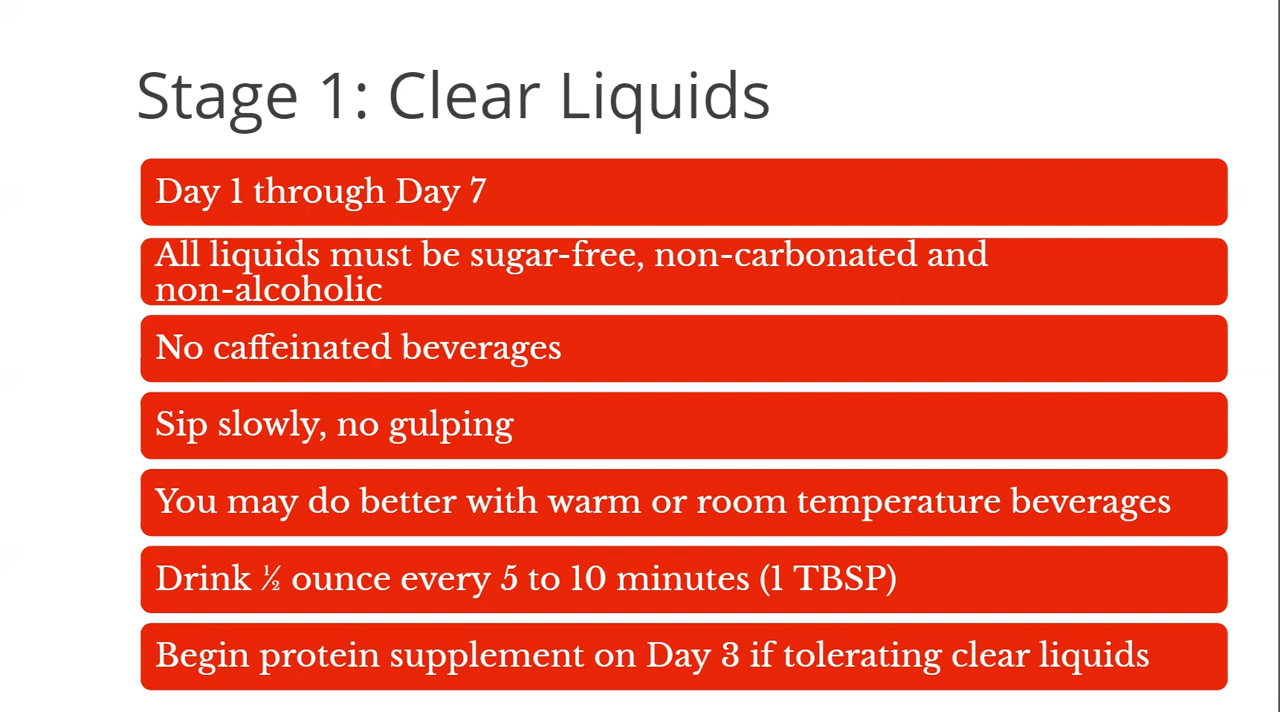 Stage 1: Clear Liquids
Day 1 through Day 7
All liquids must be sugar-free, non-carbonated and
non-alcoholic
No caffeinated beverages
Sip slowly, no gulping
You may do better with warm or room temperature beverages
Drink ½ ounce every 5 to 10 minutes (1 TBSP)
Begin protein supplement on Day 3 if tolerating clear liquids